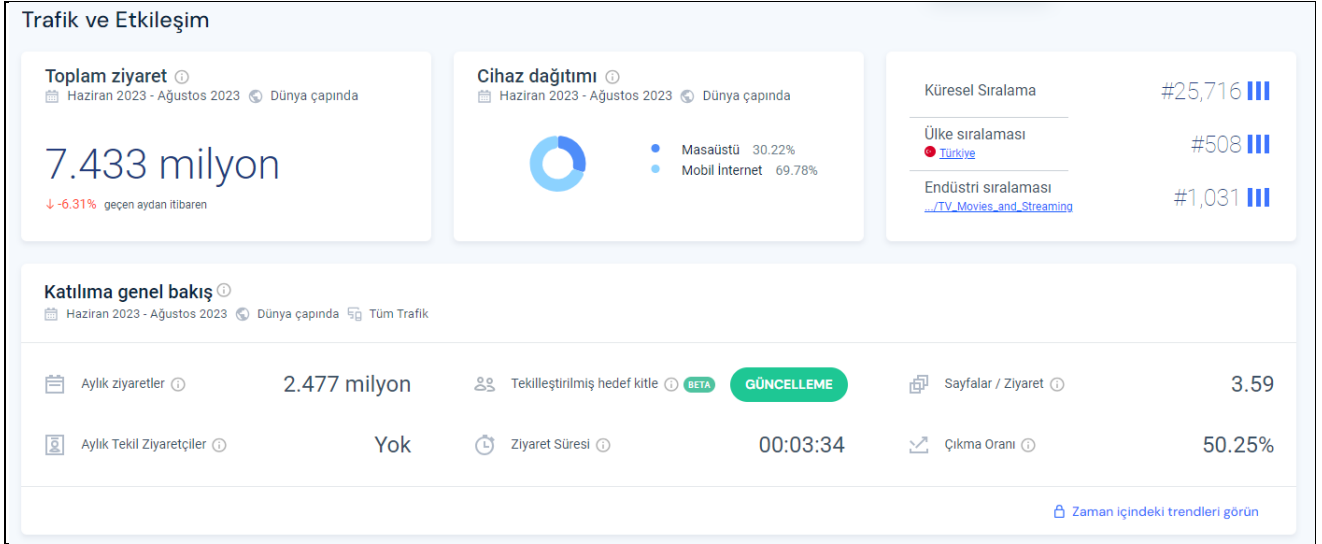 Trafik ve Etkileşim
Toplam ziyaret
Haziran 2023 - Ağustos 2023 Dünya çapında
7.433 milyon
↓ -6.31% geçen aydan itibaren
Cihaz dağıtımı
Haziran 2023 - Ağustos 2023 Dünya çapında
Masaüstü 30.22%
Mobil İnternet 69.78%
Küresel Sıralama #25,716
Ülke sıralaması
Türkiye
#508
Endüstri sıralaması
.../TV_Movies_and_Streaming
#1,031
Katılıma genel bakış
Haziran 2023 - Ağustos 2023 Dünya çapında Tüm Trafik
Aylık ziyaretler 2.477 milyon
Tekilleştirilmiş hedef kitle BETA GÜNCELLEME
Sayfalar / Ziyaret 3.59
Aylık Tekil Ziyaretçiler Yok
Ziyaret Süresi 00:03:34
Çıkma Oranı 50.25%
Zaman içindeki trendleri görün